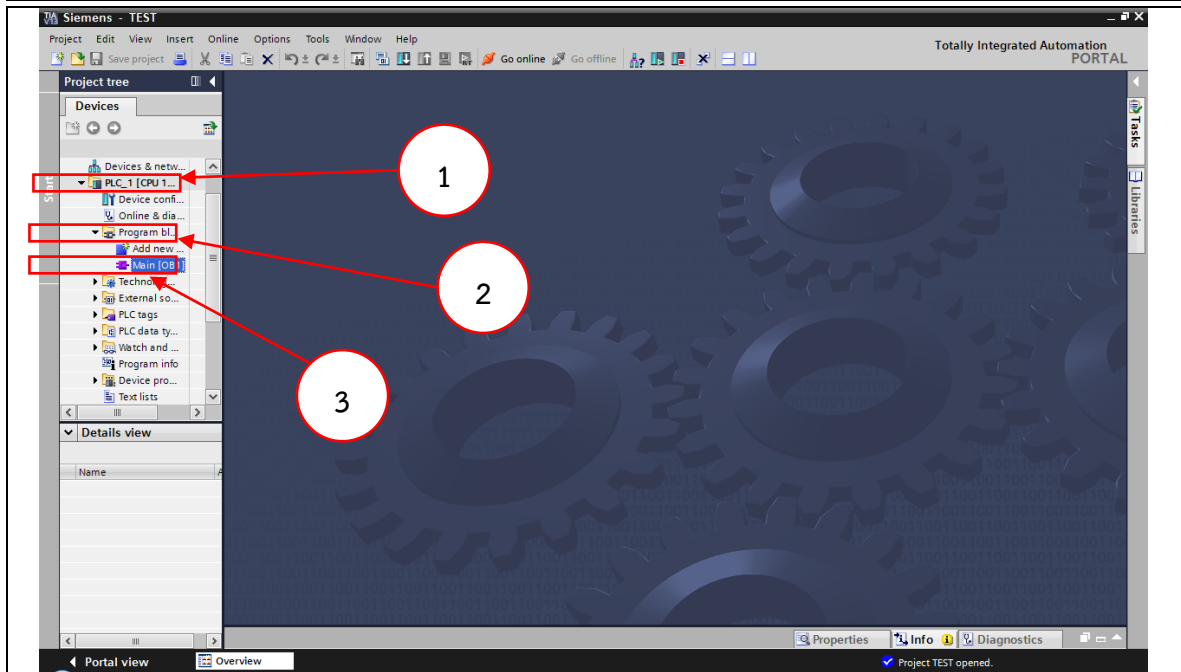 Siemens - TEST
Project Edit View Insert Online Options Tools Window Help
Totally Integrated Automation
PORTAL
Save project
Go online
Go offline
Project tree
Devices
Devices & netw...
PLC_1 [CPU 1...
Device confi...
Online & dia...
Program bl...
Add new ...
Main [OB1]
Technolog...
External so...
PLC tags
PLC data ty...
Watch and ...
Program info
Device pro...
Text lists
Details view
Name
Start
1
2
3
Tasks
Libraries
Properties
Info
Diagnostics
Portal view
Overview
Project TEST opened.